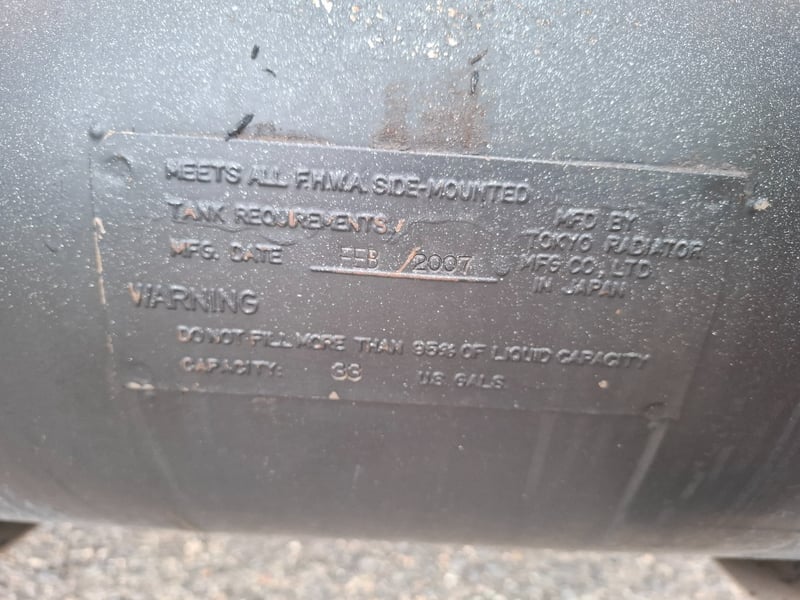 MEETS ALL F.H.W.A. SIDE-MOUNTED
TANK REQUIREMENTS.
MFG. DATE FEB / 2007
MFD BY
TOKYO RADIATOR
MFG CO., LTD
IN JAPAN
WARNING
DO NOT FILL MORE THAN 95% OF LIQUID CAPACITY
CAPACITY: 33 US GALS